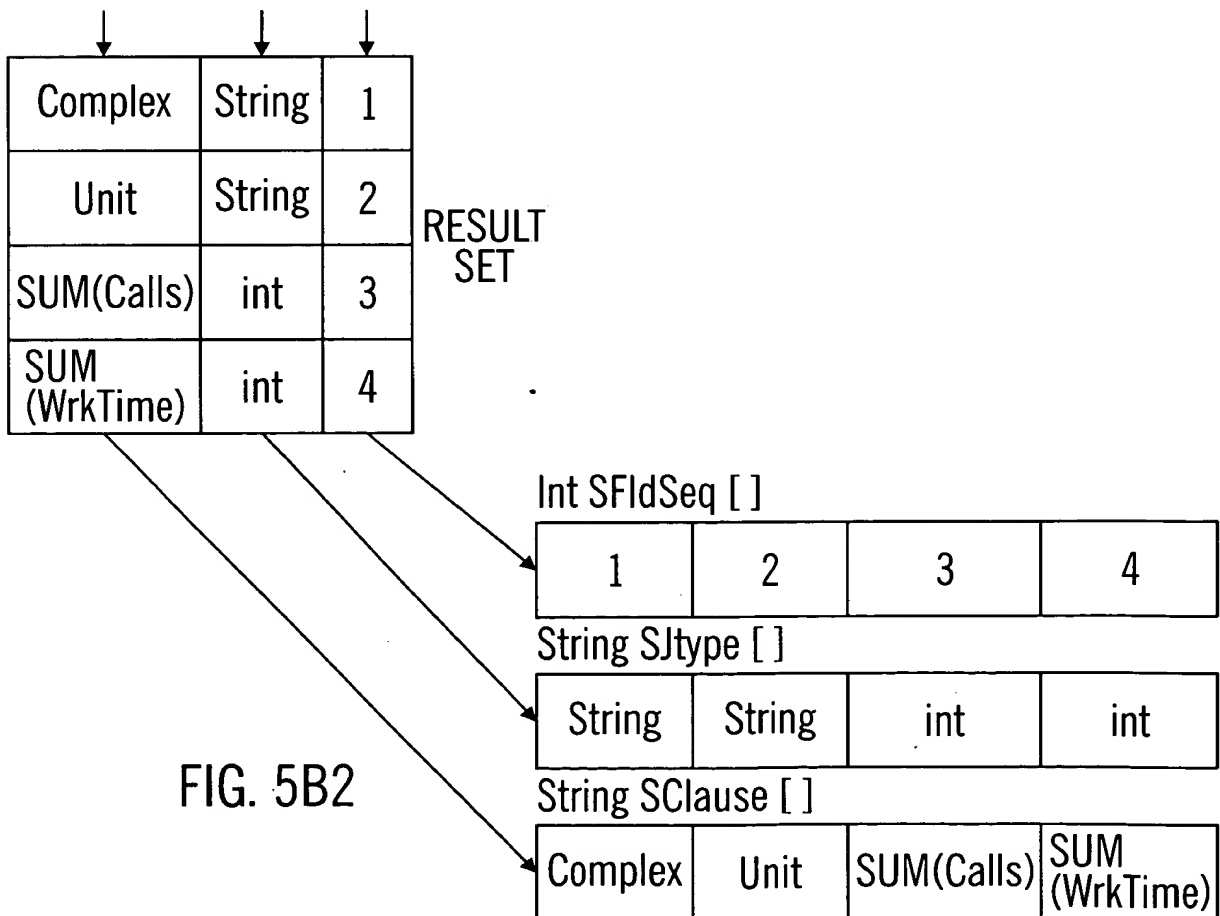 Complex String 1
Unit String 2
RESULT
SET
SUM(Calls) int 3
SUM
(WrkTime) int 4
Int SFldSeq [ ]
1 2 3 4
String SJtype [ ]
String String int int
FIG. 5B2
String SClause [ ]
Complex Unit SUM(Calls) SUM
(WrkTime)